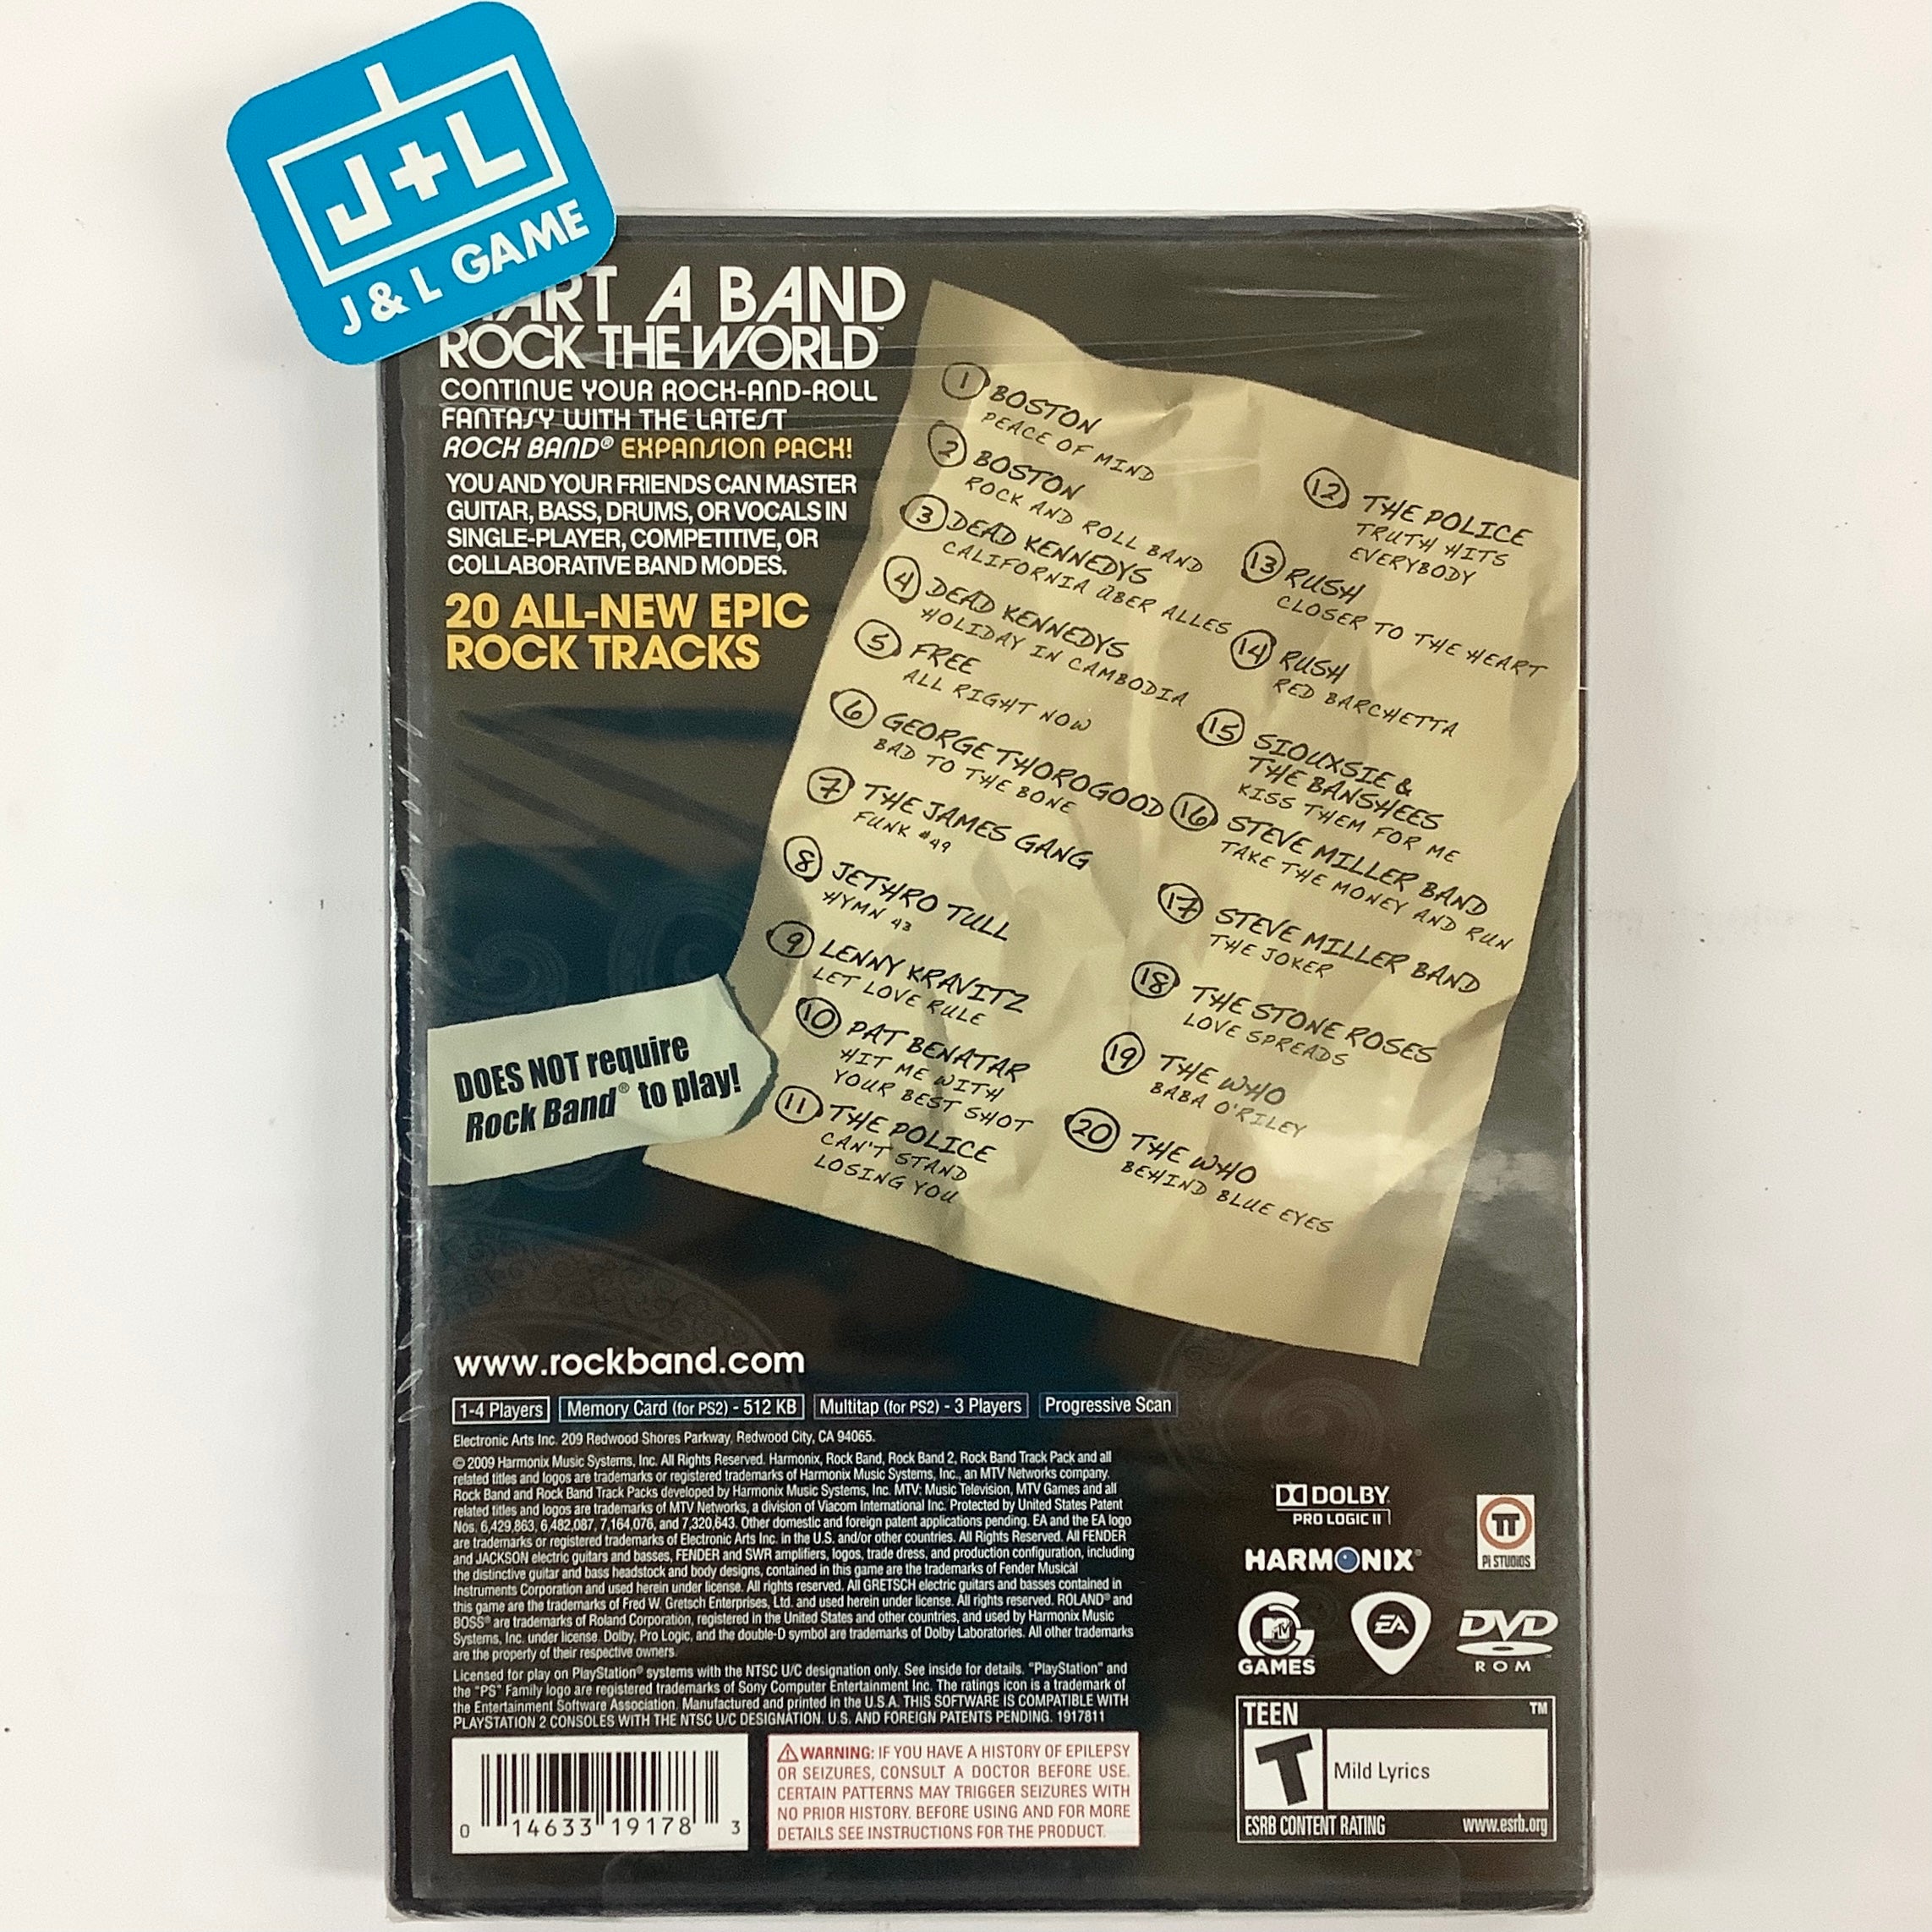 J+L
J & L GAME
A BAND
ROCK THE WORLD™
CONTINUE YOUR ROCK-AND-ROLL
FANTASY WITH THE LATEST
ROCK BAND® EXPANSION PACK!
YOU AND YOUR FRIENDS CAN MASTER
GUITAR, BASS, DRUMS, OR VOCALS IN
SINGLE-PLAYER, COMPETITIVE, OR
COLLABORATIVE BAND MODES.
20 ALL-NEW EPIC
ROCK TRACKS
1 BOSTON
PEACE OF MIND
2 BOSTON
ROCK AND ROLL BAND
3 DEAD KENNEDYS
CALIFORNIA ÜBER ALLES
4 DEAD KENNEDYS
HOLIDAY IN CAMBODIA
5 FREE
ALL RIGHT NOW
6 GEORGE THOROGOOD
BAD TO THE BONE
7 THE JAMES GANG
FUNK #49
8 JETHRO TULL
HYMN 43
9 LENNY KRAVITZ
LET LOVE RULE
10 PAT BENATAR
HIT ME WITH
YOUR BEST SHOT
11 THE POLICE
CAN'T STAND
LOSING YOU
12 THE POLICE
TRUTH HITS
EVERYBODY
13 RUSH
CLOSER TO THE HEART
14 RUSH
RED BARCHETTA
15 SIOUXSIE &
THE BANSHEES
KISS THEM FOR ME
16 STEVE MILLER BAND
TAKE THE MONEY AND RUN
17 STEVE MILLER BAND
THE JOKER
18 THE STONE ROSES
LOVE SPREADS
19 THE WHO
BABA O'RILEY
20 THE WHO
BEHIND BLUE EYES
DOES NOT require
Rock Band® to play!
www.rockband.com
1-4 Players Memory Card (for PS2) - 512 KB Multitap (for PS2) - 3 Players Progressive Scan
Electronic Arts Inc. 209 Redwood Shores Parkway, Redwood City, CA 94065.
© 2009 Harmonix Music Systems, Inc. All Rights Reserved. Harmonix, Rock Band, Rock Band 2, Rock Band Track Pack and all
related titles and logos are trademarks or registered trademarks of Harmonix Music Systems, Inc., an MTV Networks company.
Rock Band and Rock Band Track Packs developed by Harmonix Music Systems, Inc. MTV: Music Television, MTV Games and all
related titles and logos are trademarks of MTV Networks, a division of Viacom International Inc. Protected by United States Patent
Nos. 6,429,863, 6,482,087, 7,164,076, and 7,320,643. Other domestic and foreign patent applications pending. EA and the EA logo
are trademarks or registered trademarks of Electronic Arts Inc. in the U.S. and/or other countries. All Rights Reserved. All FENDER
and JACKSON electric guitars and basses, FENDER and SWR amplifiers, logos, trade dress, and production configuration, including
the distinctive guitar and bass headstock and body designs, contained in this game are the trademarks of Fender Musical
Instruments Corporation and used herein under license. All rights reserved. All GRETSCH electric guitars and basses contained in
this game are the trademarks of Fred W. Gretsch Enterprises, Ltd. and used herein under license. All rights reserved. ROLAND® and
BOSS® are trademarks of Roland Corporation, registered in the United States and other countries, and used by Harmonix Music
Systems, Inc. under license. Dolby, Pro Logic, and the double-D symbol are trademarks of Dolby Laboratories. All other trademarks
are the property of their respective owners.
Licensed for play on PlayStation® systems with the NTSC U/C designation only. See inside for details. "PlayStation" and
the "PS" Family logo are registered trademarks of Sony Computer Entertainment Inc. The ratings icon is a trademark of
the Entertainment Software Association. Manufactured and printed in the U.S.A. THIS SOFTWARE IS COMPATIBLE WITH
PLAYSTATION 2 CONSOLES WITH THE NTSC U/C DESIGNATION. U.S. AND FOREIGN PATENTS PENDING. 1917811
0 14633 19178 3
WARNING: IF YOU HAVE A HISTORY OF EPILEPSY
OR SEIZURES, CONSULT A DOCTOR BEFORE USE.
CERTAIN PATTERNS MAY TRIGGER SEIZURES WITH
NO PRIOR HISTORY. BEFORE USING AND FOR MORE
DETAILS SEE INSTRUCTIONS FOR THE PRODUCT.
DOLBY
PRO LOGIC II
HARMONIX®
Pi STUDIOS
MTV
GAMES
EA
DVD
ROM
TEEN ™
T
Mild Lyrics
ESRB CONTENT RATING www.esrb.org